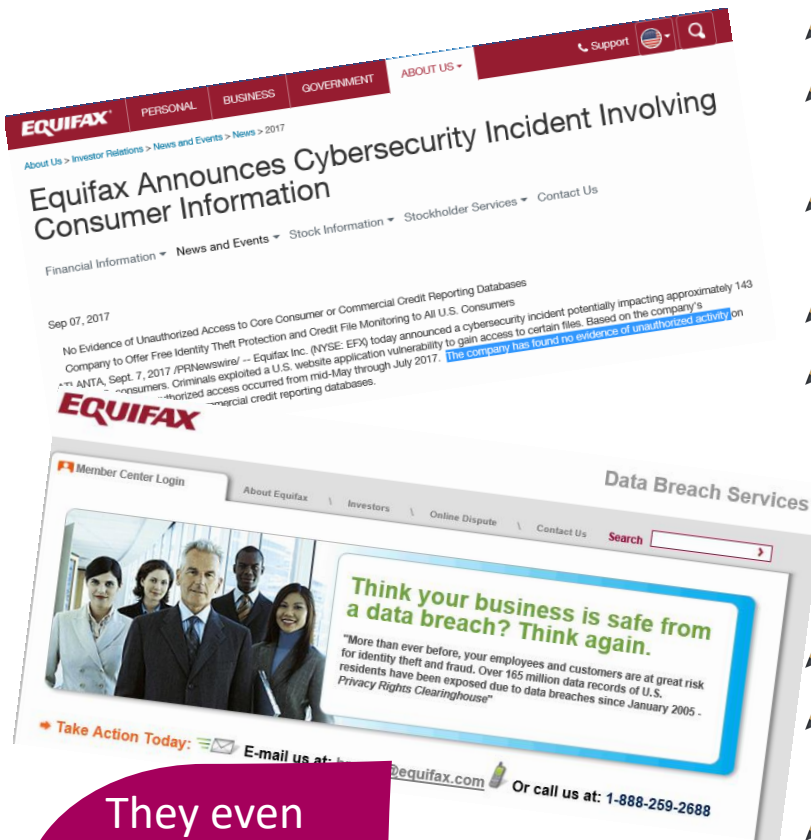 EQUIFAX PERSONAL BUSINESS GOVERNMENT ABOUT US Support
About Us > Investor Relations > News and Events > News > 2017
Equifax Announces Cybersecurity Incident Involving
Consumer Information
Financial Information News and Events Stock Information Stockholder Services Contact Us
Sep 07, 2017
No Evidence of Unauthorized Access to Core Consumer or Commercial Credit Reporting Databases
Company to Offer Free Identity Theft Protection and Credit File Monitoring to All U.S. Consumers
ATLANTA, Sept. 7, 2017 /PRNewswire/ -- Equifax Inc. (NYSE: EFX) today announced a cybersecurity incident potentially impacting approximately 143
consumers. Criminals exploited a U.S. website application vulnerability to gain access to certain files. Based on the company's
access occurred from mid-May through July 2017. The company has found no evidence of unauthorized activity on
credit reporting databases.
EQUIFAX
Data Breach Services
Member Center Login About Equifax \ Investors \ Online Dispute \ Contact Us Search
Think your business is safe from
a data breach? Think again.
"More than ever before, your employees and customers are at great risk
for identity theft and fraud. Over 165 million data records of U.S.
residents have been exposed due to data breaches since January 2005 -
Privacy Rights Clearinghouse"
Take Action Today: E-mail us at: @equifax.com Or call us at: 1-888-259-2688
They even